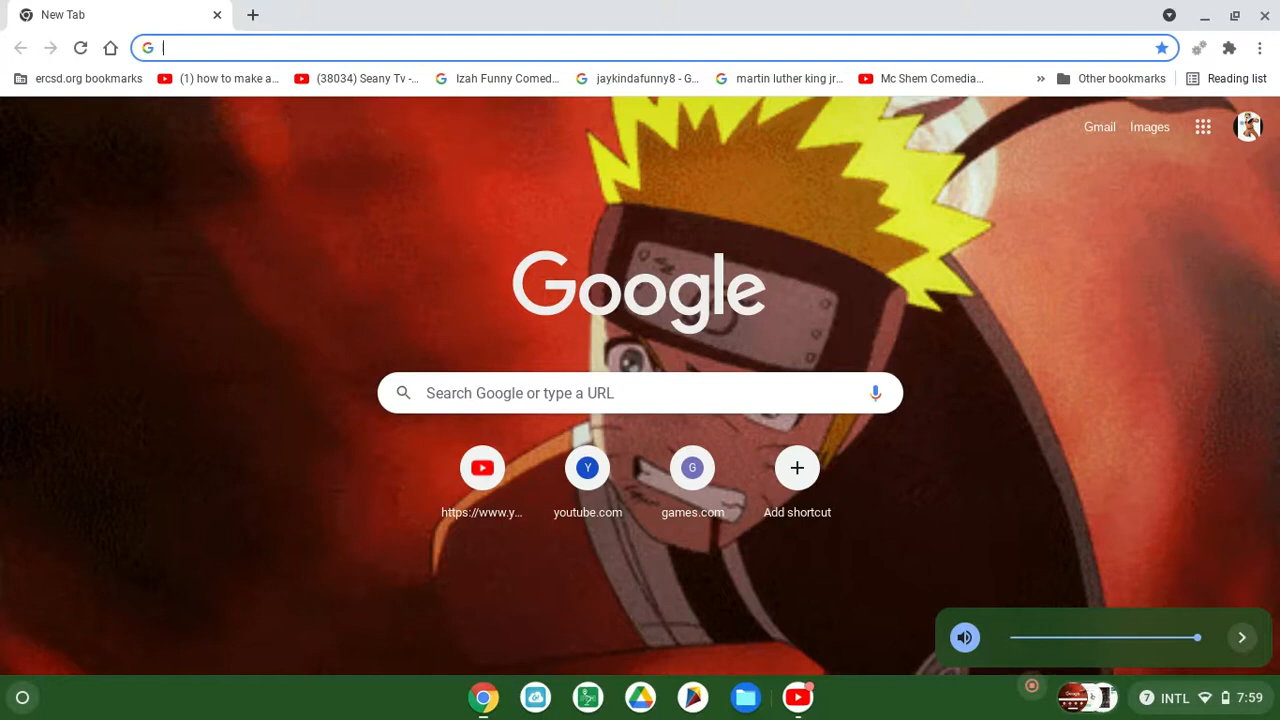 New Tab
ercsd.org bookmarks
(1) how to make a...
(38034) Seany Tv -...
Izah Funny Comed...
jaykindafunny8 - G...
martin luther king jr...
Mc Shem Comedia...
»
Other bookmarks
Reading list
Gmail
Images
Google
Search Google or type a URL
Y
G
https://www.y...
youtube.com
games.com
Add shortcut
7
INTL
7:59